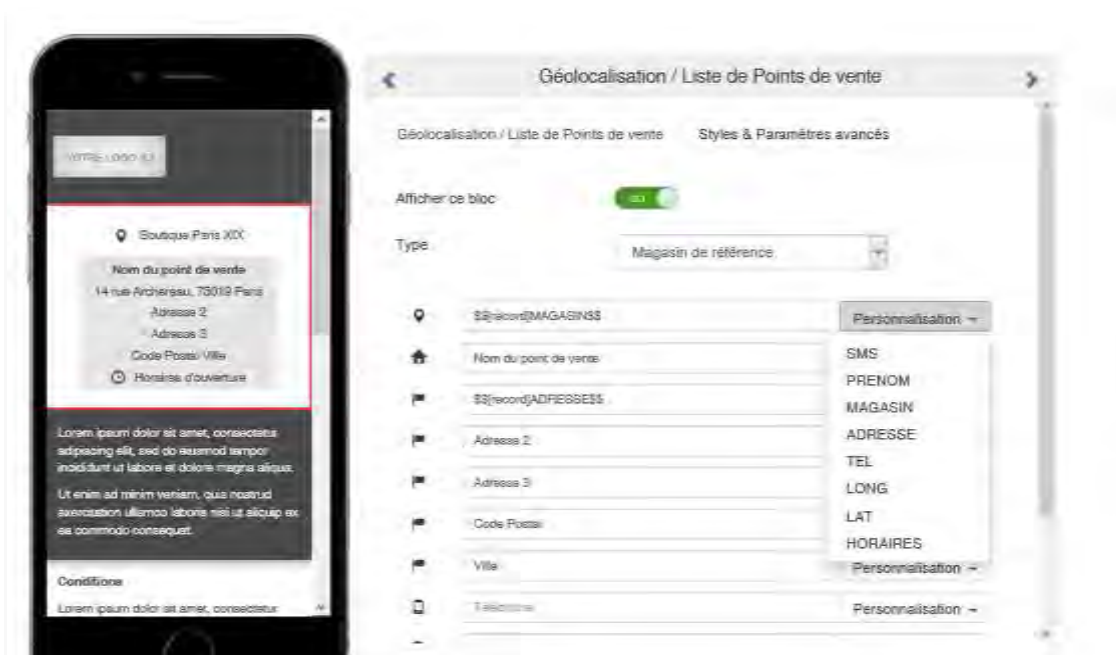 VOTRE LOGO ICI
Boutique Paris XIX
Nom du point de vente
14 rue Archereau, 75019 Paris
Adresse 2
Adresse 3
Code Postal Ville
Horaires d'ouverture
Lorem ipsum dolor sit amet, consectetur
adipiscing elit, sed do eiusmod tempor
incididunt ut labore et dolore magna aliqua.
Ut enim ad minim veniam, quis nostrud
exercitation ullamco laboris nisi ut aliquip ex
ea commodo consequat.
Conditions
Lorem ipsum dolor sit amet, consectetur
Géolocalisation / Liste de Points de vente
Géolocalisation / Liste de Points de vente Styles & Paramètres avancés
Afficher ce bloc OUI
Type Magasin de référence
$$[record]MAGASIN$$ Personnalisation
Nom du point de vente
$$[record]ADRESSE$$
Adresse 2
Adresse 3
Code Postal
Ville Personnalisation
Téléphone Personnalisation
SMS
PRENOM
MAGASIN
ADRESSE
TEL
LONG
LAT
HORAIRES